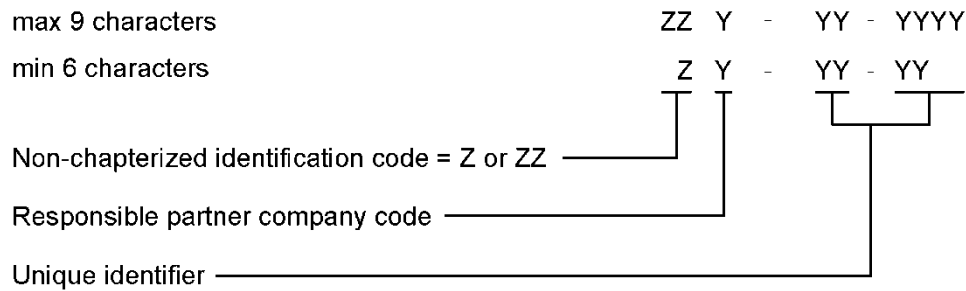 max 9 characters ZZ Y - YY - YYYY
min 6 characters Z Y - YY - YY
Non-chapterized identification code = Z or ZZ
Responsible partner company code
Unique identifier